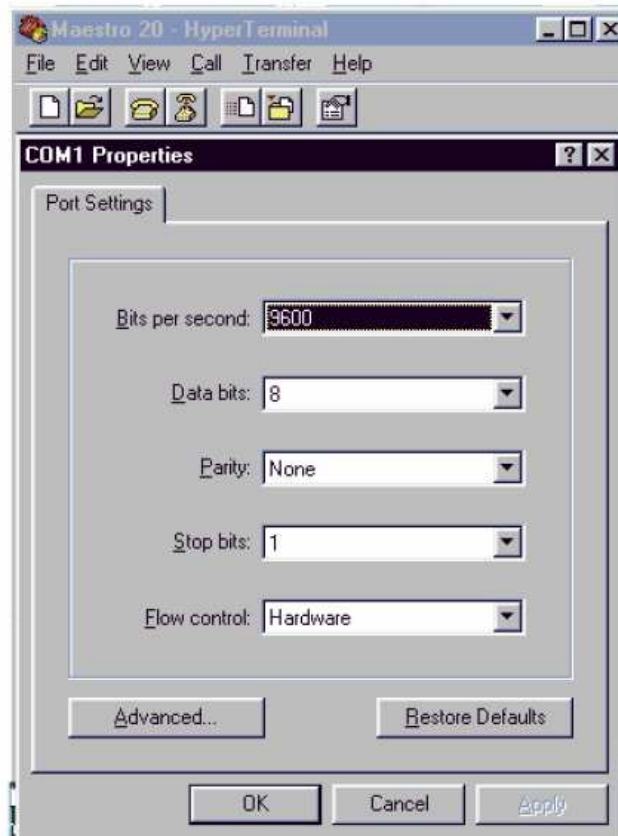 Maestro 20 - HyperTerminal
File Edit View Call Transfer Help
COM1 Properties
Port Settings
Bits per second: 9600
Data bits: 8
Parity: None
Stop bits: 1
Flow control: Hardware
Advanced... Restore Defaults
OK Cancel Apply